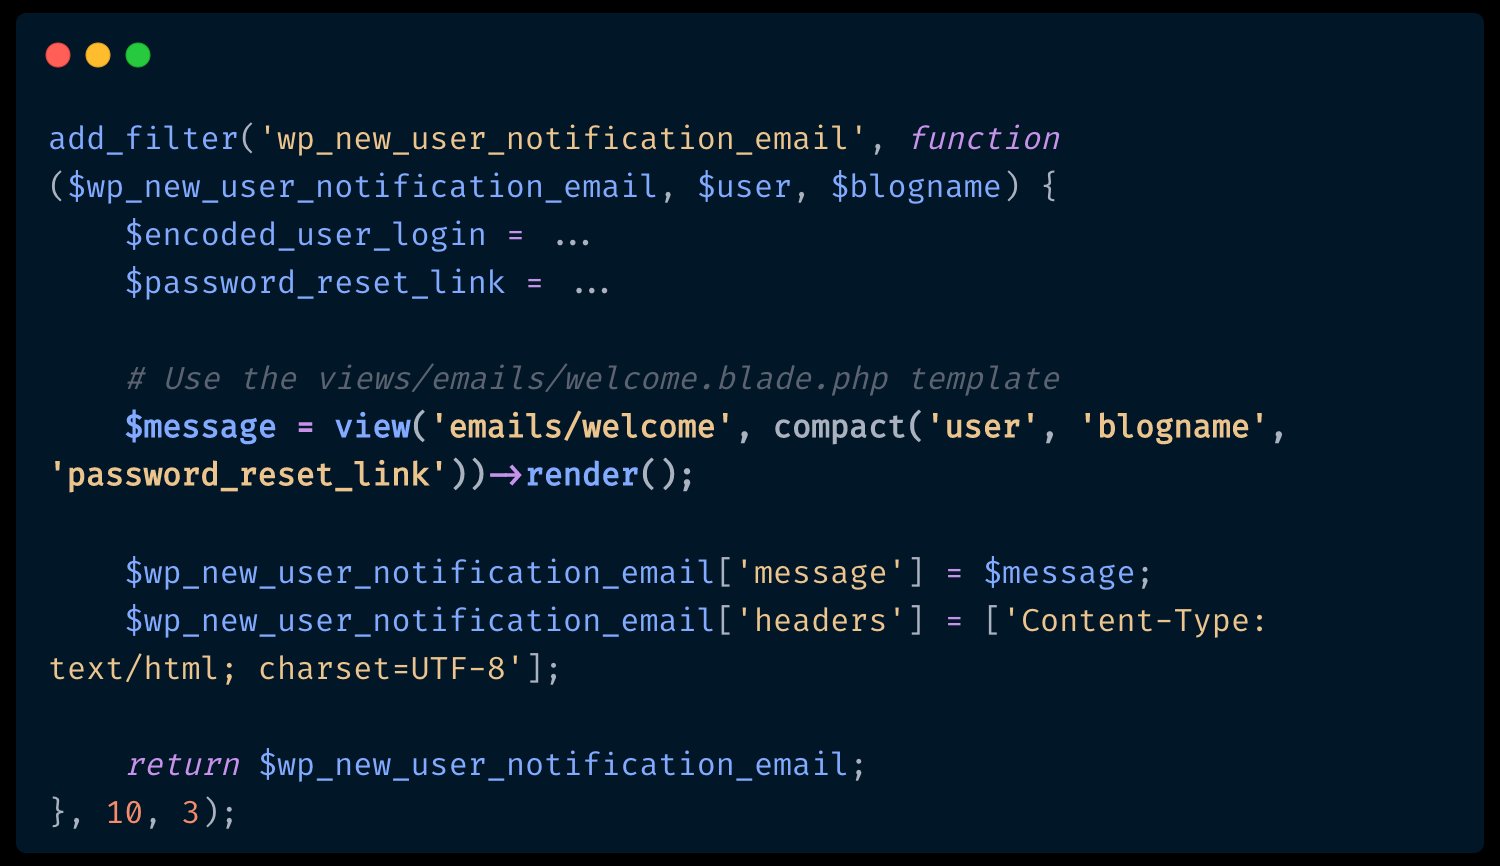 add_filter('wp_new_user_notification_email', function
($wp_new_user_notification_email, $user, $blogname) {
    $encoded_user_login = ...
    $password_reset_link = ...

    # Use the views/emails/welcome.blade.php template
    $message = view('emails/welcome', compact('user', 'blogname',
'password_reset_link'))->render();

    $wp_new_user_notification_email['message'] = $message;
    $wp_new_user_notification_email['headers'] = ['Content-Type:
text/html; charset=UTF-8'];

    return $wp_new_user_notification_email;
}, 10, 3);